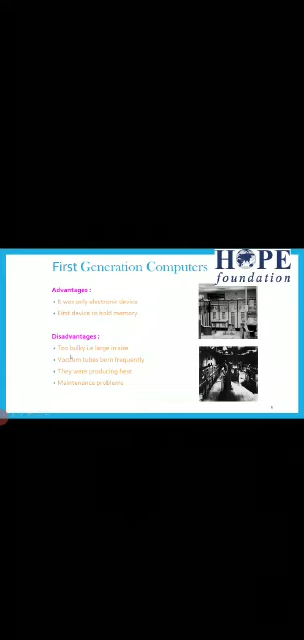 First Generation Computers
HOPE
foundation
Advantages :
It was only electronic device
First device to hold memory
Disadvantages :
Too bulky i.e large in size
Vacuum tubes burn frequently
They were producing heat
Maintenance problems